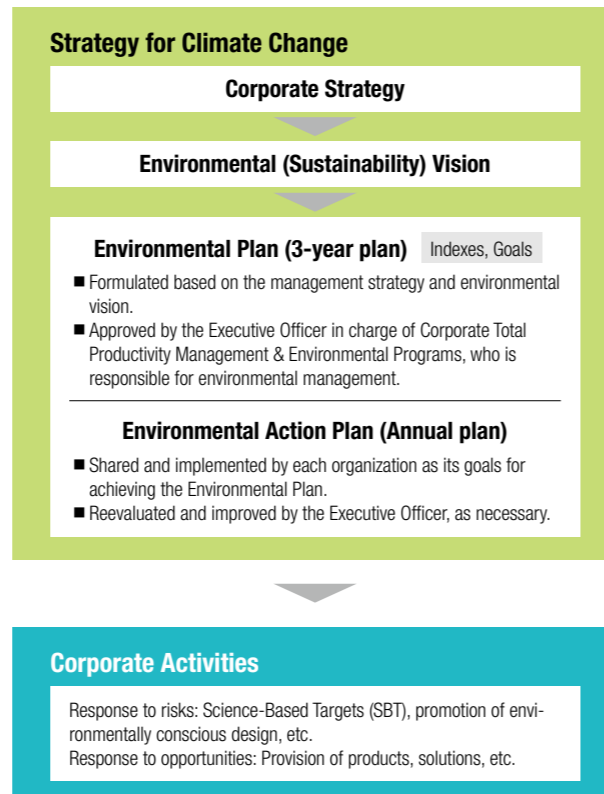 Strategy for Climate Change
Corporate Strategy
Environmental (Sustainability) Vision
Environmental Plan (3-year plan) Indexes, Goals
■ Formulated based on the management strategy and environmental
vision.
■ Approved by the Executive Officer in charge of Corporate Total
Productivity Management & Environmental Programs, who is
responsible for environmental management.
Environmental Action Plan (Annual plan)
■ Shared and implemented by each organization as its goals for
achieving the Environmental Plan.
■ Reevaluated and improved by the Executive Officer, as necessary.
Corporate Activities
Response to risks: Science-Based Targets (SBT), promotion of envi-
ronmentally conscious design, etc.
Response to opportunities: Provision of products, solutions, etc.